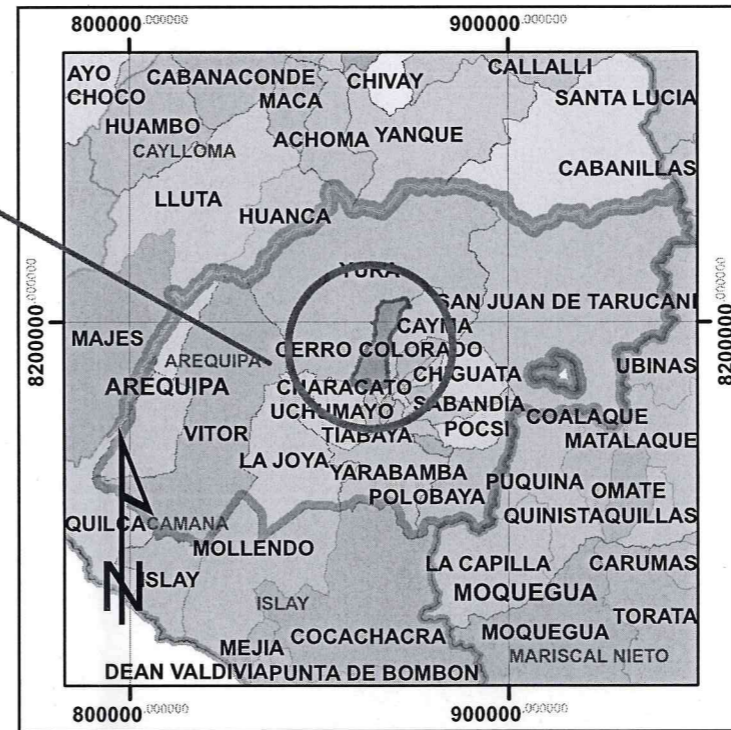 800000.000000 900000.000000
AYO CABANACONDE CHIVAY CALLALLI
CHOCO MACA SANTA LUCIA
HUAMBO ACHOMA YANQUE
CAYLLOMA
CABANILLAS
LLUTA
HUANCA
YURA
SAN JUAN DE TARUCANI
8200000.000000 8200000.000000
CAYMA
MAJES CERRO COLORADO
AREQUIPA UBINAS
CHIGUATA
AREQUIPA CHARACATO
UCHUMAYO SABANDIA
COALAQUE
VITOR TIABAYA POCSI
MATALAQUE
LA JOYA YARABAMBA
PUQUINA OMATE
POLOBAYA
QUILCA CAMANA QUINISTAQUILLAS
MOLLENDO
LA CAPILLA CARUMAS
N ISLAY
MOQUEGUA
ISLAY
TORATA
COCACHACRA MOQUEGUA
MEJIA MARISCAL NIETO
DEAN VALDIVIA PUNTA DE BOMBON
800000.000000 900000.000000